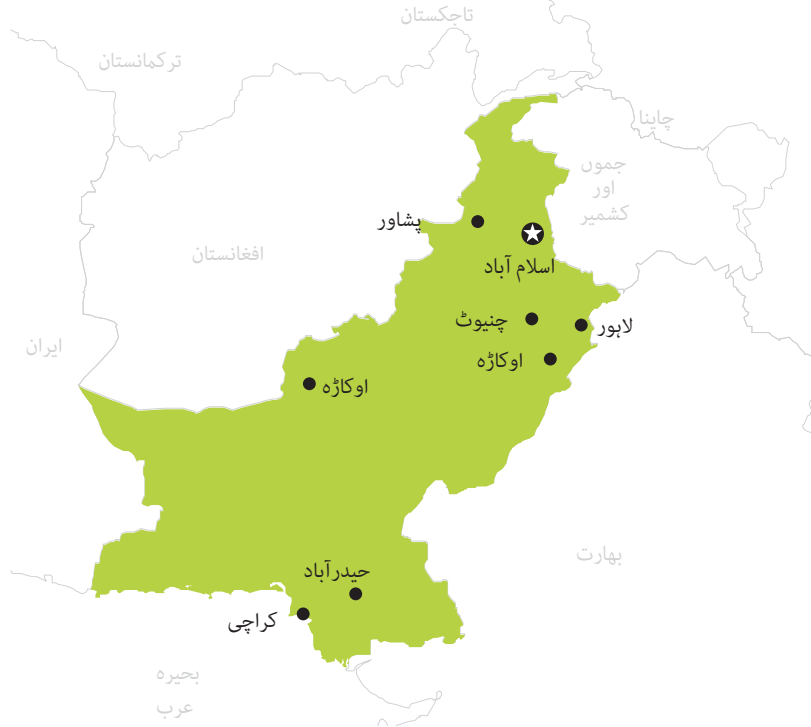 تاجکستان
ترکمانستان
چاینا
جموں
اور
کشمیر
پشاور
افغانستان
اسلام آباد
چنیوٹ
لاہور
ایران
اوکاڑہ
اوکاڑہ
بھارت
حیدرآباد
کراچی
بحیرہ
عرب